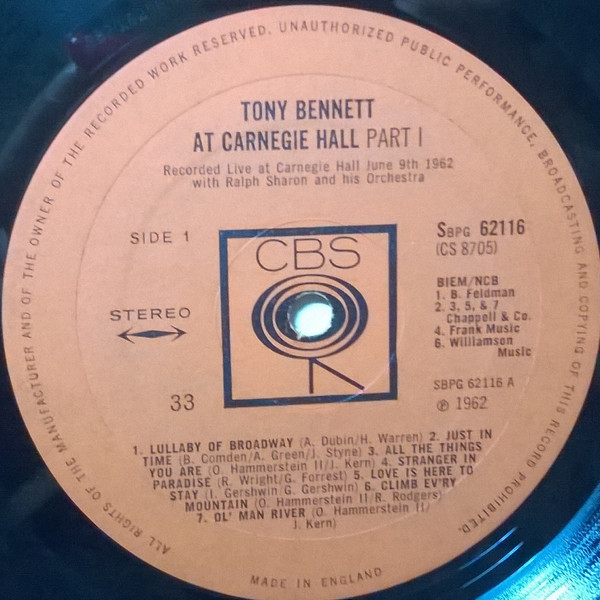 ALL RIGHTS OF THE MANUFACTURER AND OF THE OWNER OF THE RECORDED WORK RESERVED. UNAUTHORIZED PUBLIC PERFORMANCE, BROADCASTING AND COPYING OF THIS RECORD PROHIBITED.
TONY BENNETT
AT CARNEGIE HALL PART I
Recorded Live at Carnegie Hall June 9th 1962
with Ralph Sharon and his Orchestra
SIDE 1
CBS
SBPG 62116
(CS 8705)
STEREO
BIEM/NCB
1. B. Feldman
2. 3, 5, & 7
Chappell & Co.
4. Frank Music
6. Williamson
Music
33
SBPG 62116 A
℗ 1962
1. LULLABY OF BROADWAY (A. Dubin/H. Warren) 2. JUST IN
TIME (B. Comden/A. Green/J. Styne) 3. ALL THE THINGS
YOU ARE (O. Hammerstein II/J. Kern) 4. STRANGER IN
PARADISE (R. Wright/G. Forrest) 5. LOVE IS HERE TO
STAY (I. Gershwin G. Gershwin) 6. CLIMB EV'RY
MOUNTAIN (O. Hammerstein II/R. Rodgers)
7. OL' MAN RIVER (O. Hammerstein II/
J. Kern)
MADE IN ENGLAND